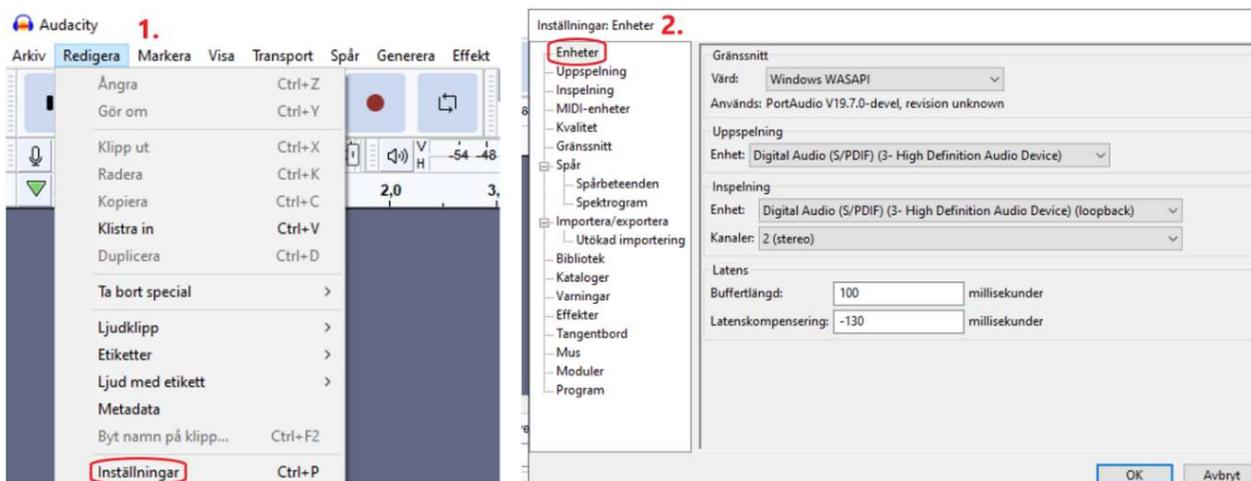 Audacity
1.
Arkiv Redigera Markera Visa Transport Spår Generera Effekt
Ångra Ctrl+Z
Gör om Ctrl+Y
Klipp ut Ctrl+X
Radera Ctrl+K
Kopiera Ctrl+C
Klistra in Ctrl+V
Duplicera Ctrl+D
Ta bort special
Ljudklipp
Etiketter
Ljud med etikett
Metadata
Byt namn på klipp... Ctrl+F2
Inställningar Ctrl+P
V
H
-54 -48
2,0 3,
Inställningar: Enheter 2.
Enheter
Uppspelning
Inspelning
MIDI-enheter
Kvalitet
Gränssnitt
Spår
Spårbeteenden
Spektrogram
Importera/exportera
Utökad importering
Bibliotek
Kataloger
Varningar
Effekter
Tangentbord
Mus
Moduler
Program
Gränssnitt
Värd: Windows WASAPI
Används: PortAudio V19.7.0-devel, revision unknown
Uppspelning
Enhet: Digital Audio (S/PDIF) (3- High Definition Audio Device)
Inspelning
Enhet: Digital Audio (S/PDIF) (3- High Definition Audio Device) (loopback)
Kanaler: 2 (stereo)
Latens
Buffertlängd: 100 millisekunder
Latenskompensering: -130 millisekunder
OK Avbryt